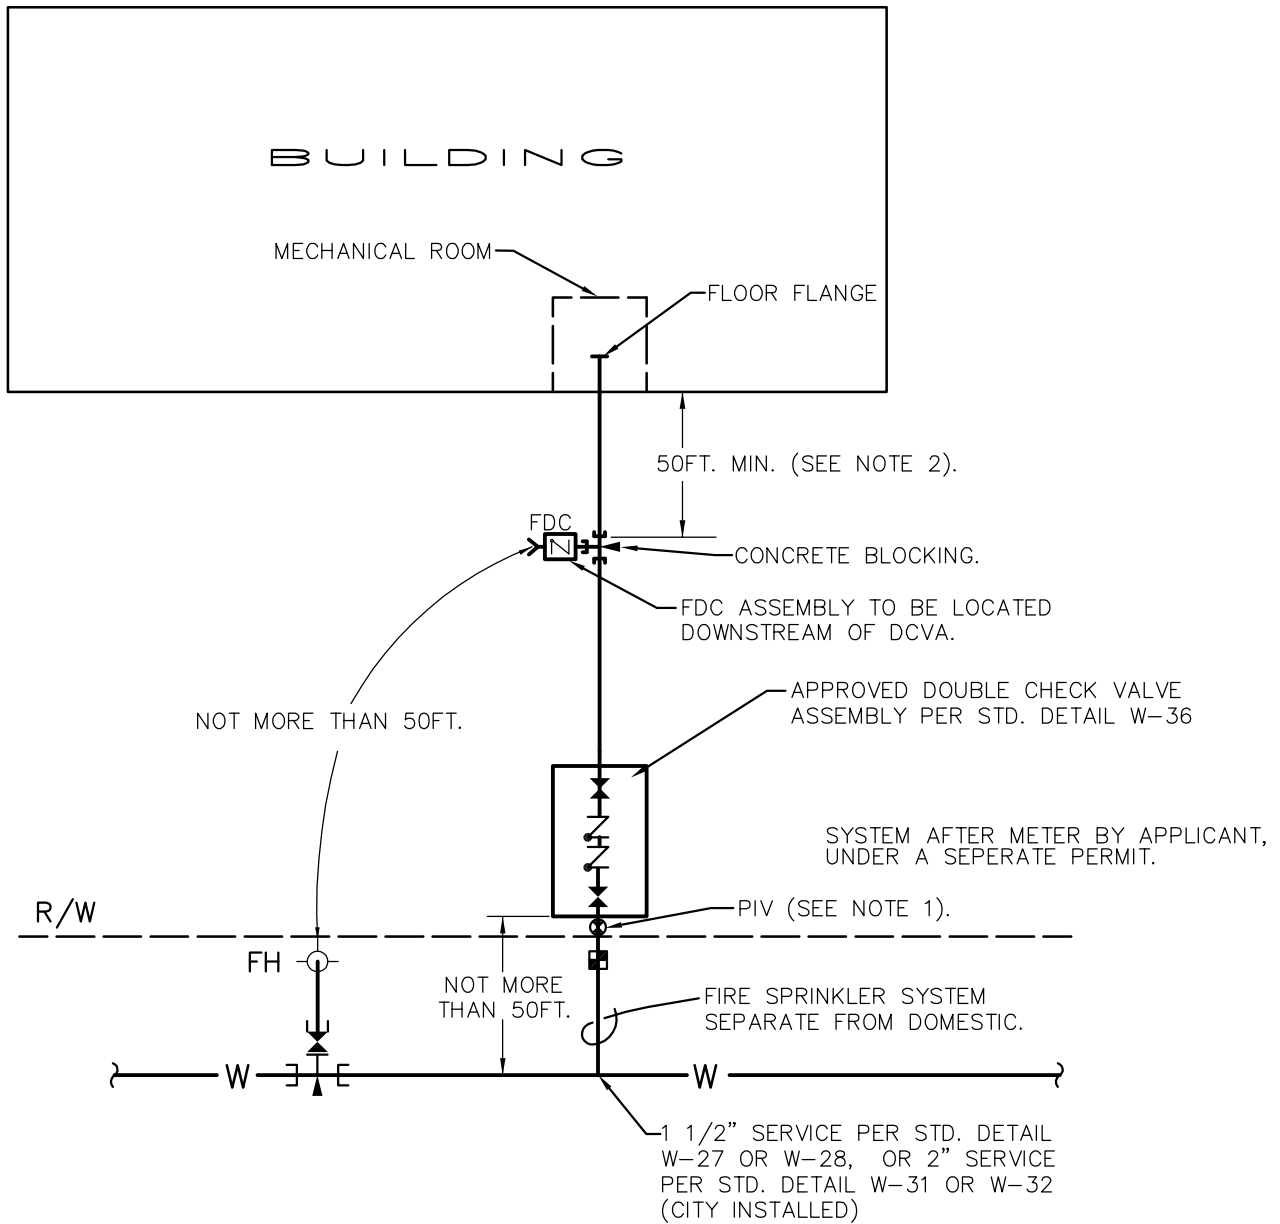 BUILDING
MECHANICAL ROOM
FLOOR FLANGE
50FT. MIN. (SEE NOTE 2).
FDC
CONCRETE BLOCKING.
FDC ASSEMBLY TO BE LOCATED
DOWNSTREAM OF DCVA.
APPROVED DOUBLE CHECK VALVE
ASSEMBLY PER STD. DETAIL W-36
NOT MORE THAN 50FT.
SYSTEM AFTER METER BY APPLICANT,
UNDER A SEPERATE PERMIT.
R/W
PIV (SEE NOTE 1).
FH
NOT MORE
THAN 50FT.
FIRE SPRINKLER SYSTEM
SEPARATE FROM DOMESTIC.
W
W
1 1/2" SERVICE PER STD. DETAIL
W-27 OR W-28, OR 2" SERVICE
PER STD. DETAIL W-31 OR W-32
(CITY INSTALLED)